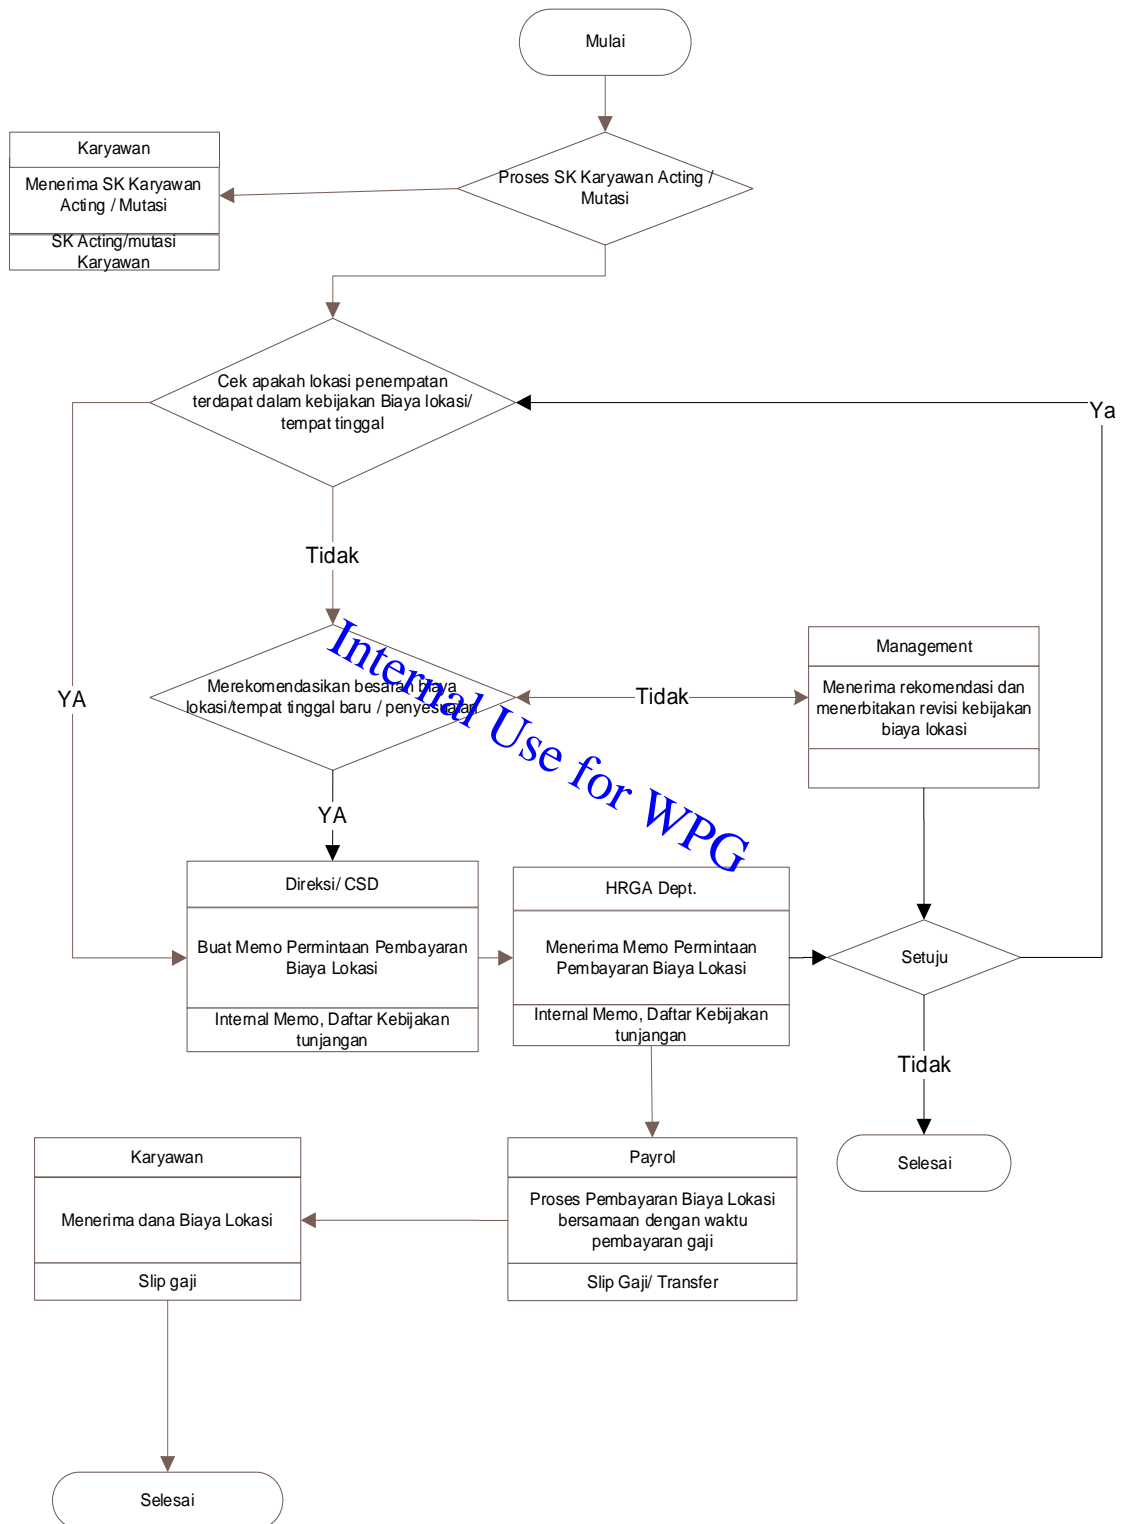 Mulai
Karyawan
Menerima SK Karyawan
Acting / Mutasi
SK Acting/mutasi
Karyawan
Proses SK Karyawan Acting /
Mutasi
Cek apakah lokasi penempatan
terdapat dalam kebijakan Biaya lokasi/
tempat tinggal
Ya
Tidak
YA
Merekomendasikan besaran biaya
lokasi/tempat tinggal baru / penyesuaian
Tidak
Management
Menerima rekomendasi dan
menerbitakan revisi kebijakan
biaya lokasi
Internal Use for WPG
YA
Direksi/ CSD
Buat Memo Permintaan Pembayaran
Biaya Lokasi
Internal Memo, Daftar Kebijakan
tunjangan
HRGA Dept.
Menerima Memo Permintaan
Pembayaran Biaya Lokasi
Internal Memo, Daftar Kebijakan
tunjangan
Setuju
Tidak
Selesai
Karyawan
Menerima dana Biaya Lokasi
Slip gaji
Payrol
Proses Pembayaran Biaya Lokasi
bersamaan dengan waktu
pembayaran gaji
Slip Gaji/ Transfer
Selesai